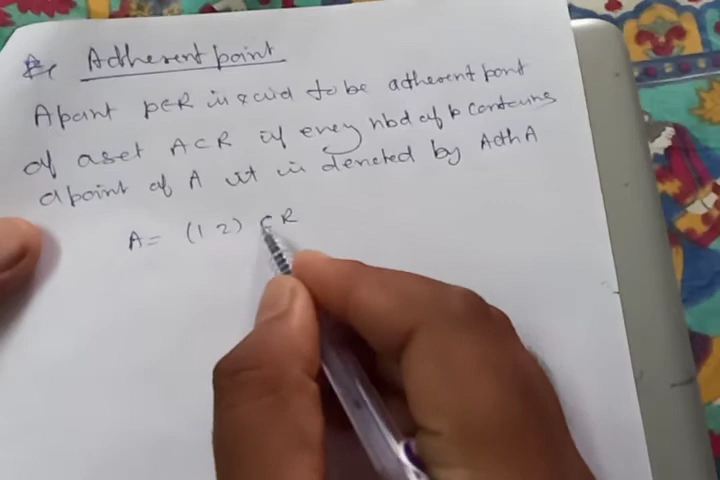 Adherent point
A point p∈R is said to be adherent point
of a set A⊂R if every nbd of p contains
a point of A it is denoted by Adh A
A = (1 2) ⊂ R